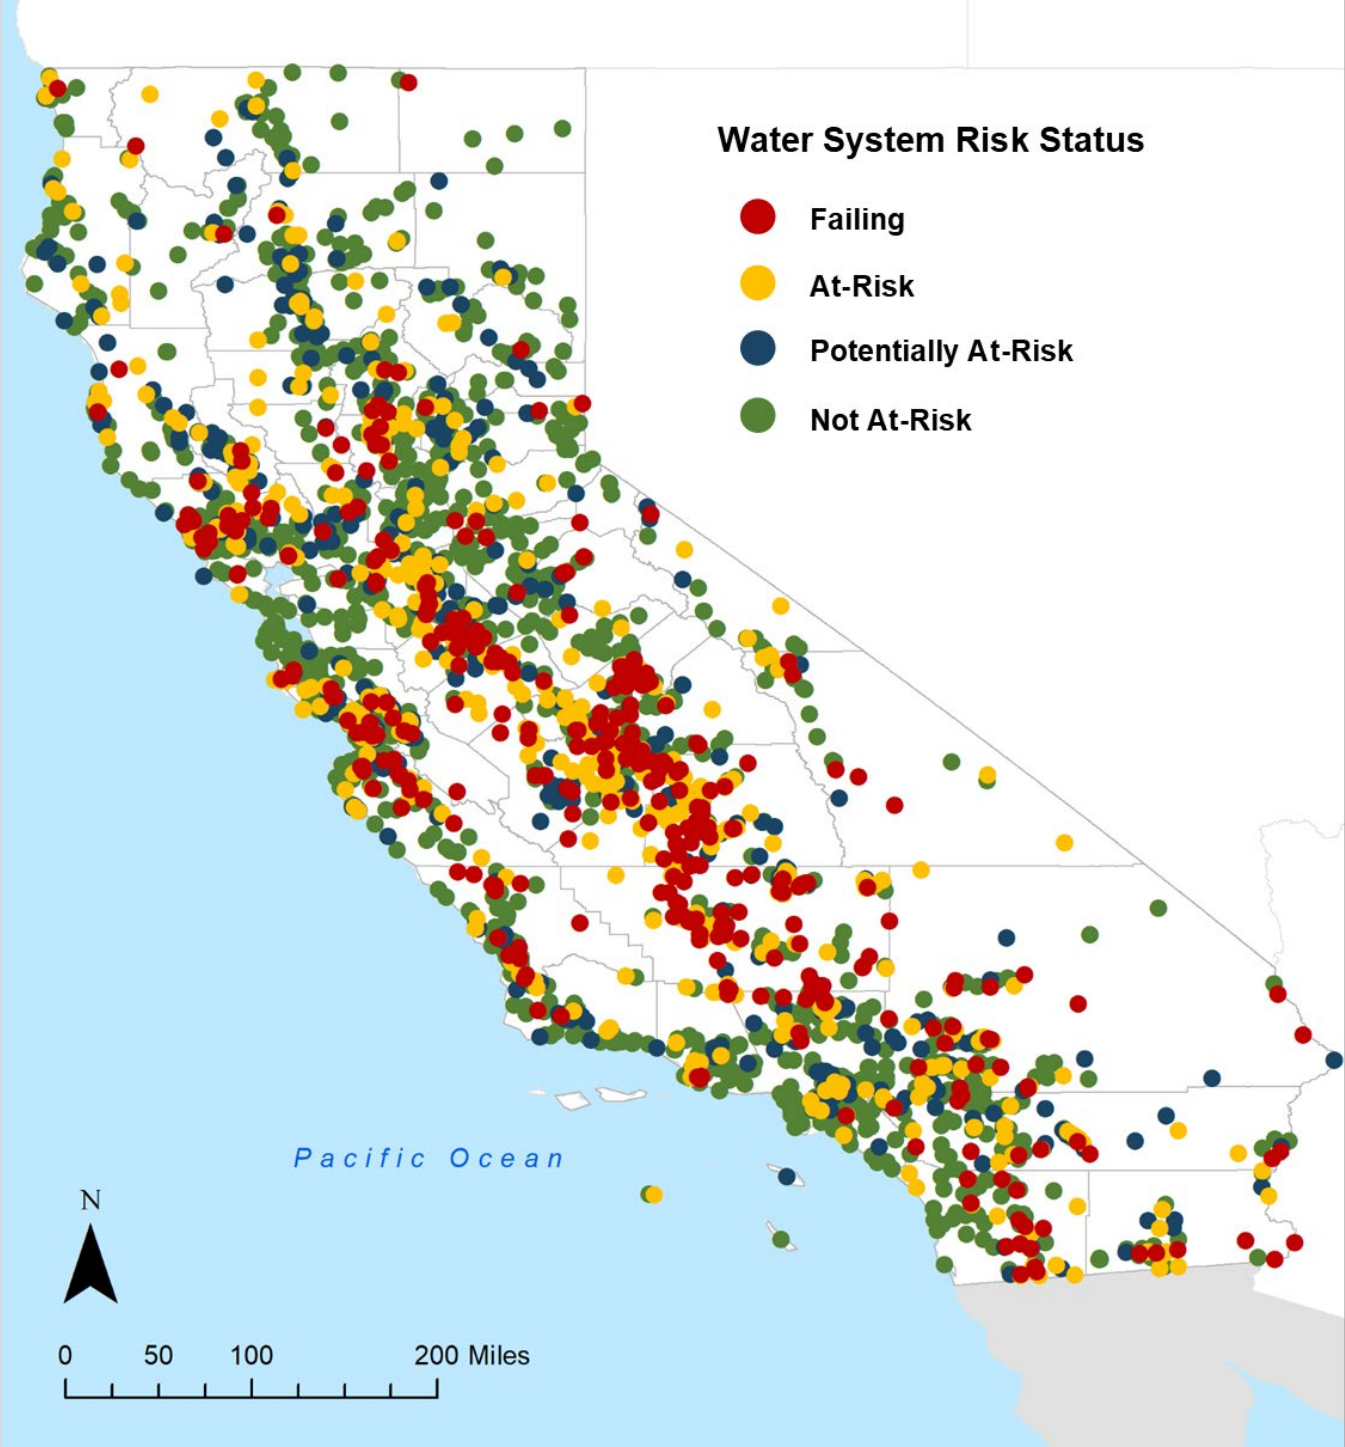 Water System Risk Status
Failing
At-Risk
Potentially At-Risk
Not At-Risk
Pacific Ocean
N
0 50 100 200 Miles